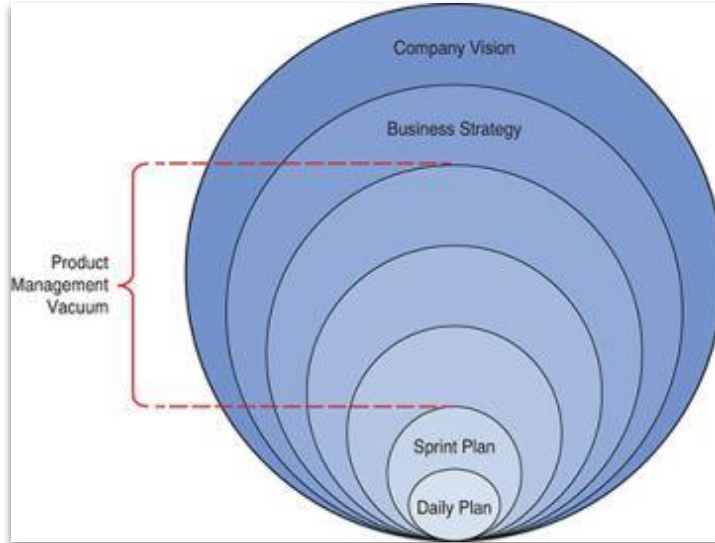 Company Vision
Business Strategy
Product
Management
Vacuum
Sprint Plan
Daily Plan